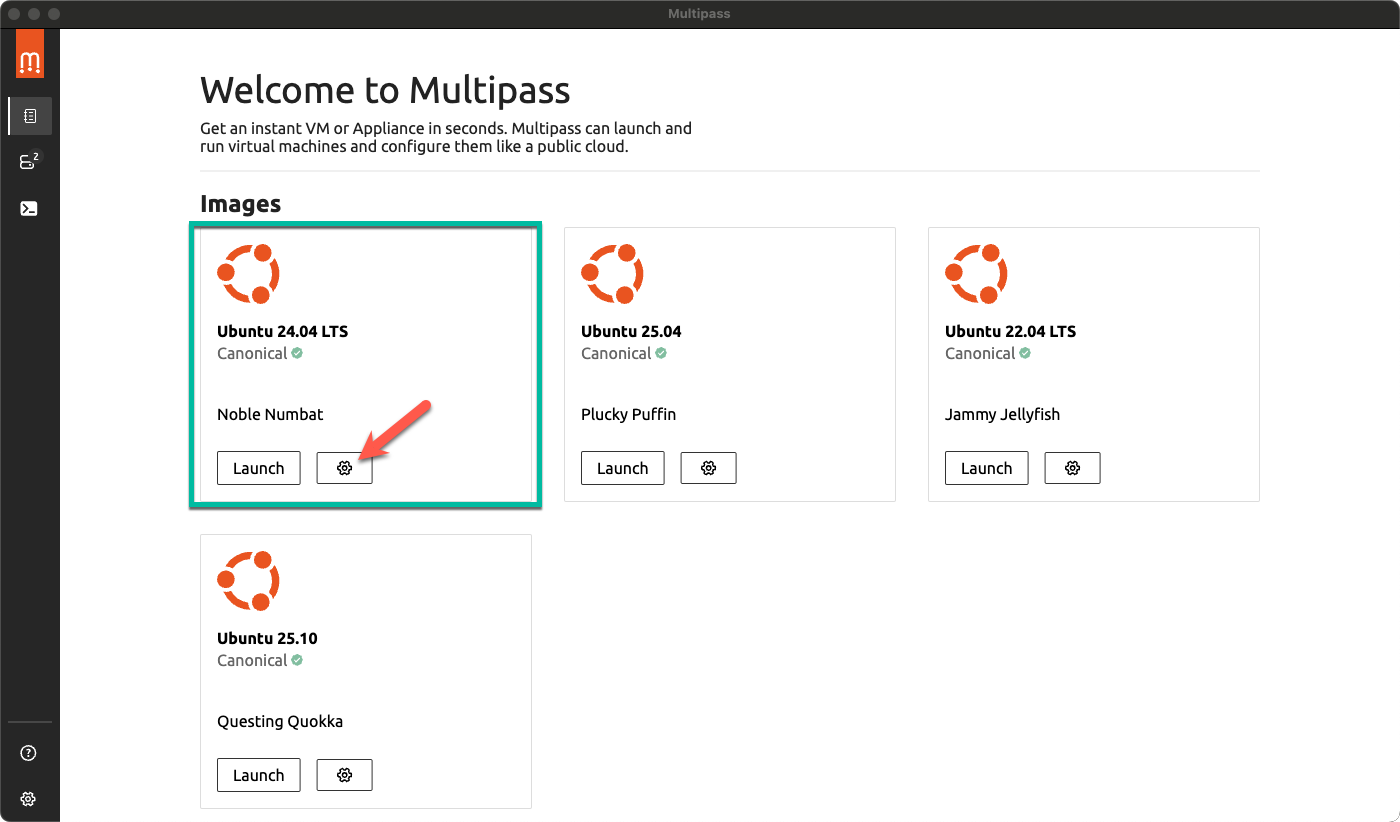 Multipass
2
Welcome to Multipass
Get an instant VM or Appliance in seconds. Multipass can launch and
run virtual machines and configure them like a public cloud.
Images
Ubuntu 24.04 LTS
Canonical
Noble Numbat
Launch
Ubuntu 25.04
Canonical
Plucky Puffin
Launch
Ubuntu 22.04 LTS
Canonical
Jammy Jellyfish
Launch
Ubuntu 25.10
Canonical
Questing Quokka
Launch